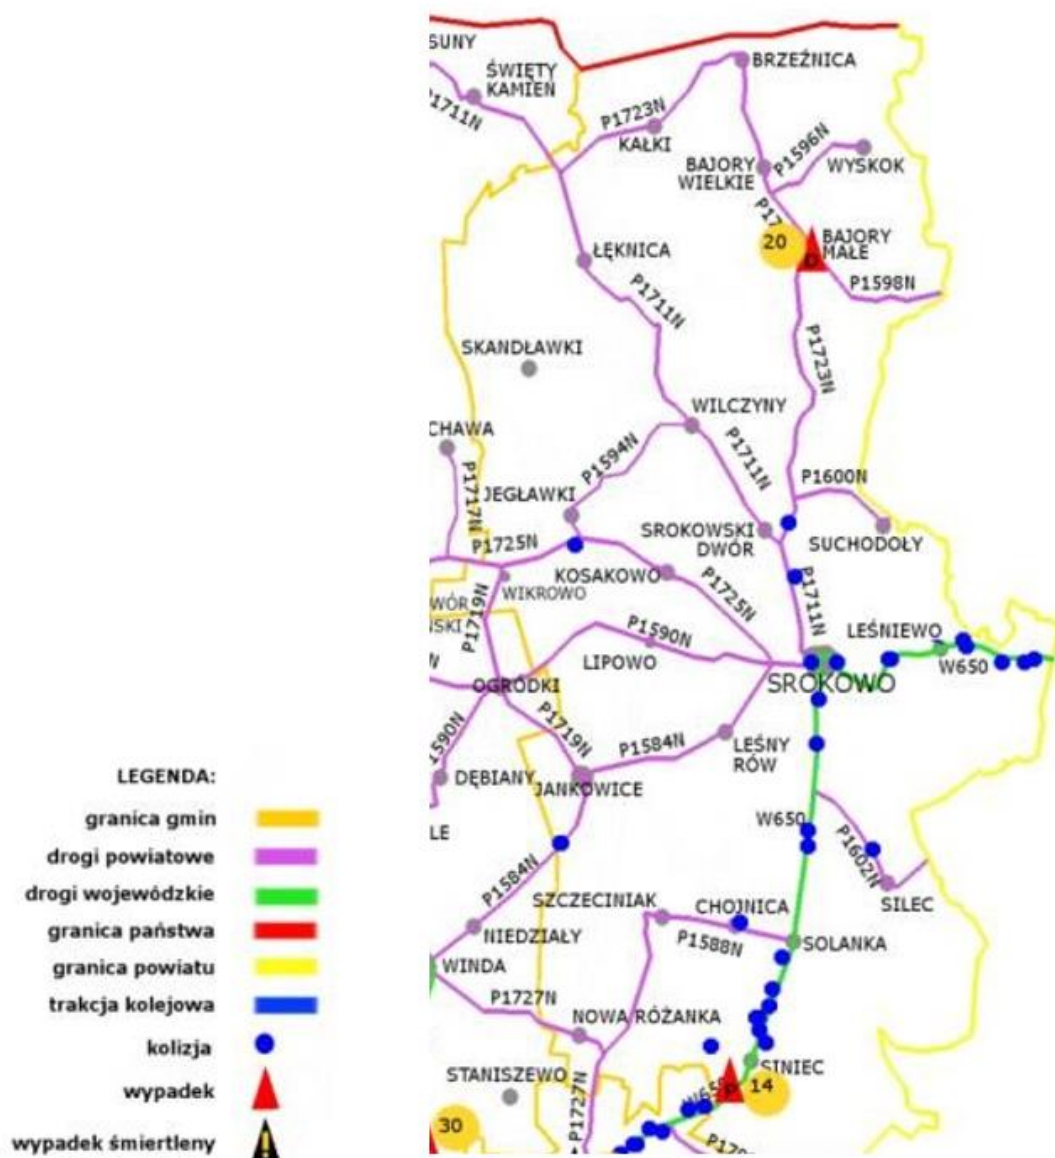 SUNY
ŚWIĘTY
KAMIEŃ
P1711N
BRZEŹNICA
P1723N
KAŁKI
P1596N
BAJORY
WIELKIE
WYSKOK
P17
20
BAJORY
MAŁE
ŁĘKNICA
P1598N
P1711N
SKANDŁAWKI
P1723N
WILCZYNY
CHAWA
P1594N
P1711N
P1717N
P1600N
JEGŁAWKI
SROKOWSKI
DWÓR
SUCHODOŁY
P1725N
KOSAKOWO
WIKROWO
P1725N
WÓR
ŃSKI
P1719N
P1590N
P1711N
LEŚNIEWO
N
LIPOWO
W650
OGRÓDKI
SROKOWO
P1719N
P1584N
LEŚNY
RÓW
1590N
DĘBIANY
JANKOWICE
LEGENDA:
granica gmin
LE
W650
P1602N
drogi powiatowe
P1584N
drogi wojewódzkie
SZCZECINIAK
CHOJNICA
SILEC
granica państwa
NIEDZIAŁY
P1588N
SOLANKA
granica powiatu
WINDA
trakcja kolejowa
P1727N
NOWA RÓŻANKA
kolizja
SINIEC
STANISZEWO
wypadek
14
P1727N
30
wypadek śmiertleny